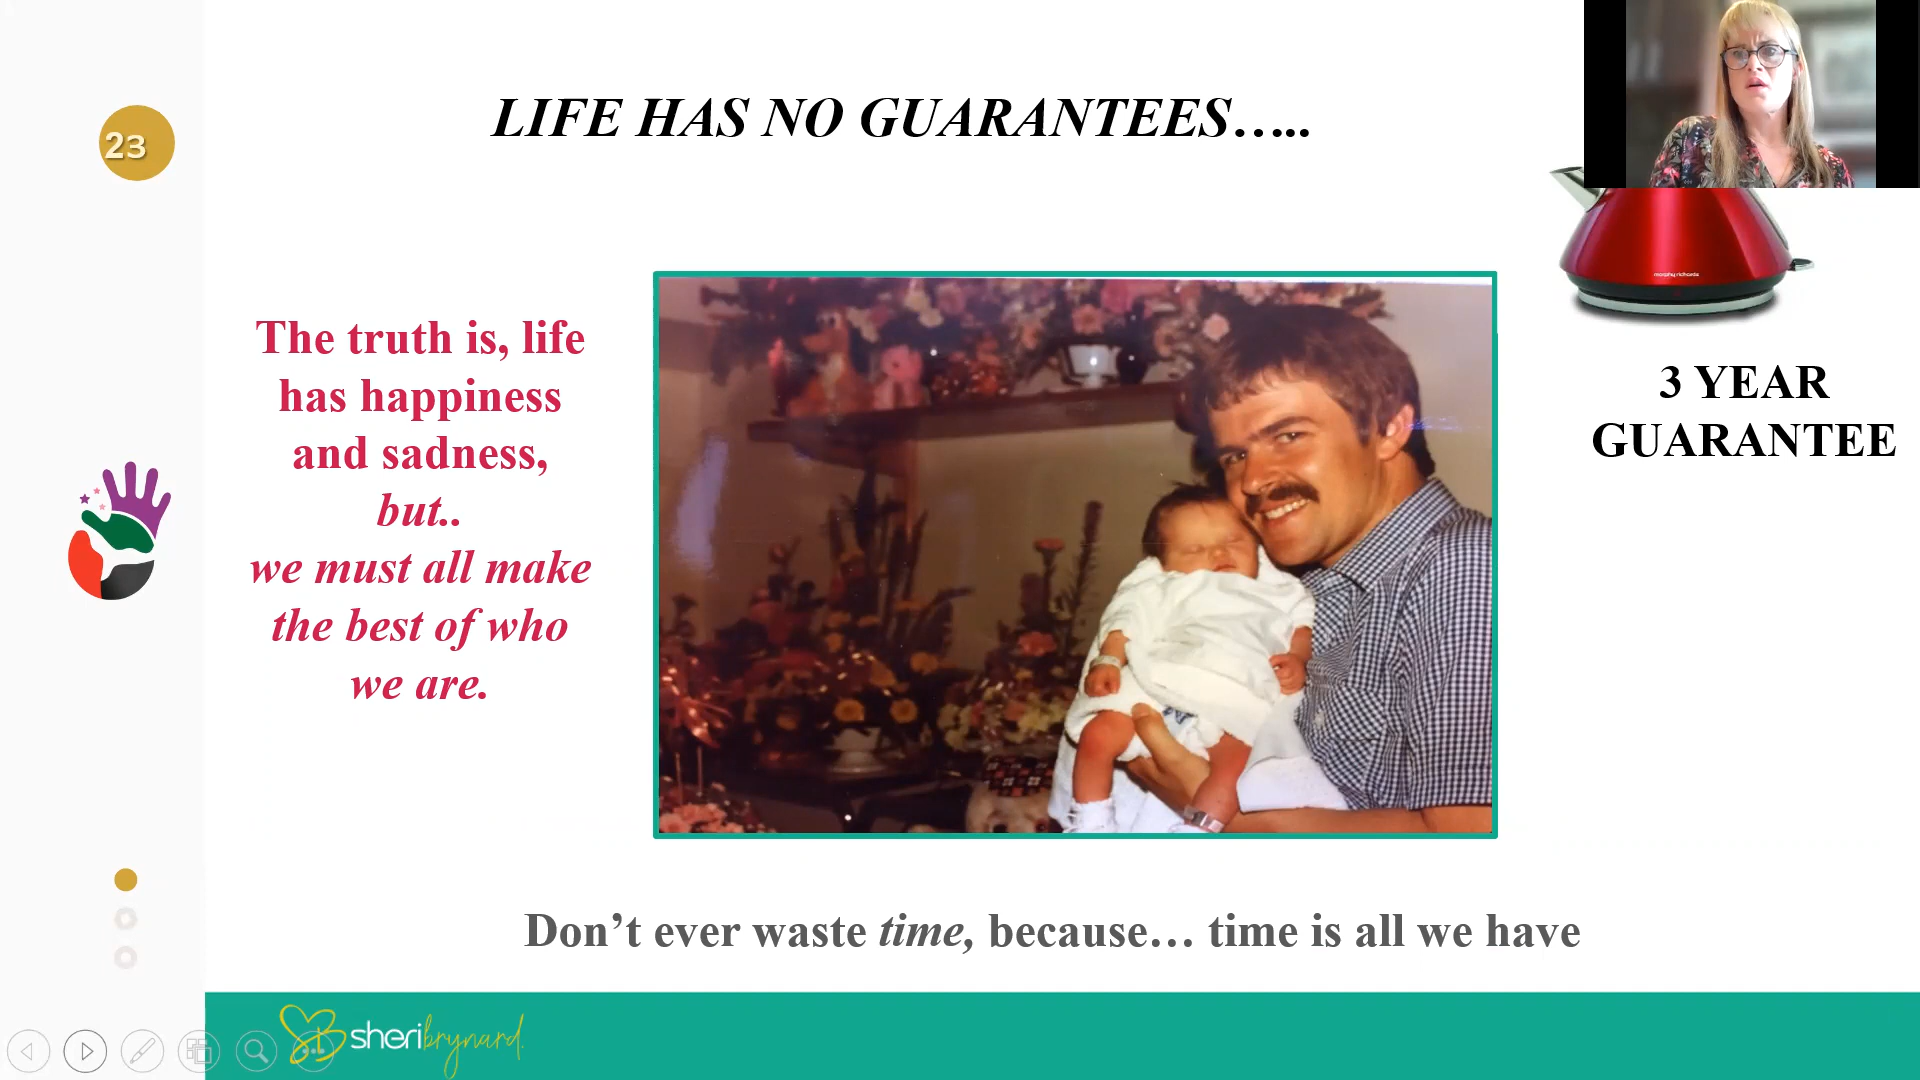 23
LIFE HAS NO GUARANTEES…..
morphy richards
The truth is, life
has happiness
and sadness,
but..
we must all make
the best of who
we are.
3 YEAR
GUARANTEE
Don’t ever waste time, because… time is all we have
sheribrynard.